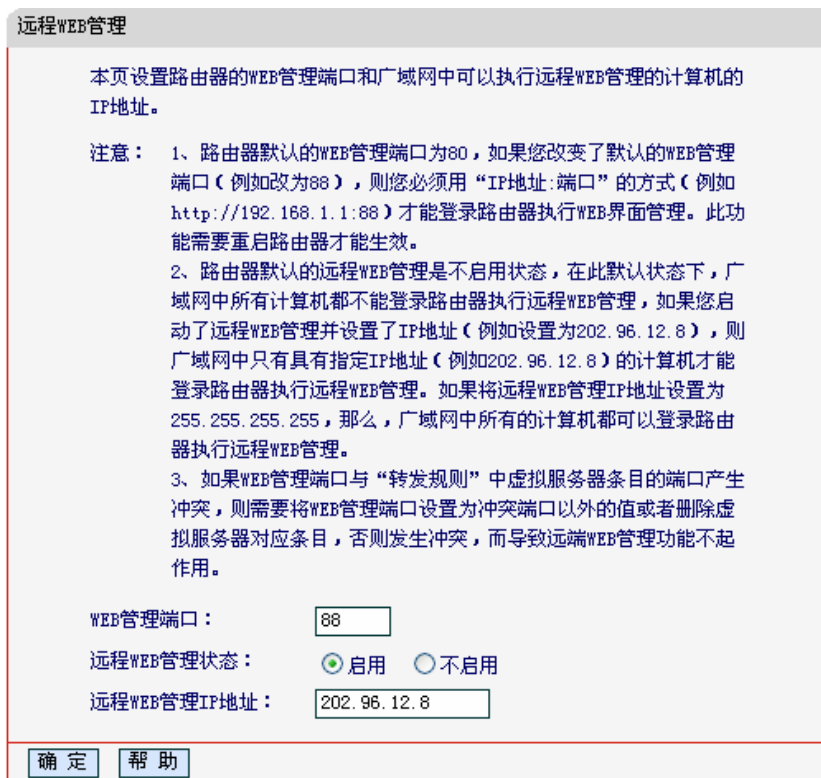 远程WEB管理
本页设置路由器的WEB管理端口和广域网中可以执行远程WEB管理的计算机的
IP地址。
注意： 1、路由器默认的WEB管理端口为80，如果您改变了默认的WEB管理
端口（例如改为88），则您必须用“IP地址:端口”的方式（例如
http://192.168.1.1:88）才能登录路由器执行WEB界面管理。此功
能需要重启路由器才能生效。
2、路由器默认的远程WEB管理是不启用状态，在此默认状态下，广
域网中所有计算机都不能登录路由器执行远程WEB管理，如果您启
动了远程WEB管理并设置了IP地址（例如设置为202.96.12.8），则
广域网中只有具有指定IP地址（例如202.96.12.8）的计算机才能
登录路由器执行远程WEB管理。如果将远程WEB管理IP地址设置为
255.255.255.255，那么，广域网中所有的计算机都可以登录路由
器执行远程WEB管理。
3、如果WEB管理端口与“转发规则”中虚拟服务器条目的端口产生
冲突，则需要将WEB管理端口设置为冲突端口以外的值或者删除虚
拟服务器对应条目，否则发生冲突，而导致远端WEB管理功能不起
作用。
WEB管理端口： 88
远程WEB管理状态： 启用 不启用
远程WEB管理IP地址： 202.96.12.8
确 定 帮 助